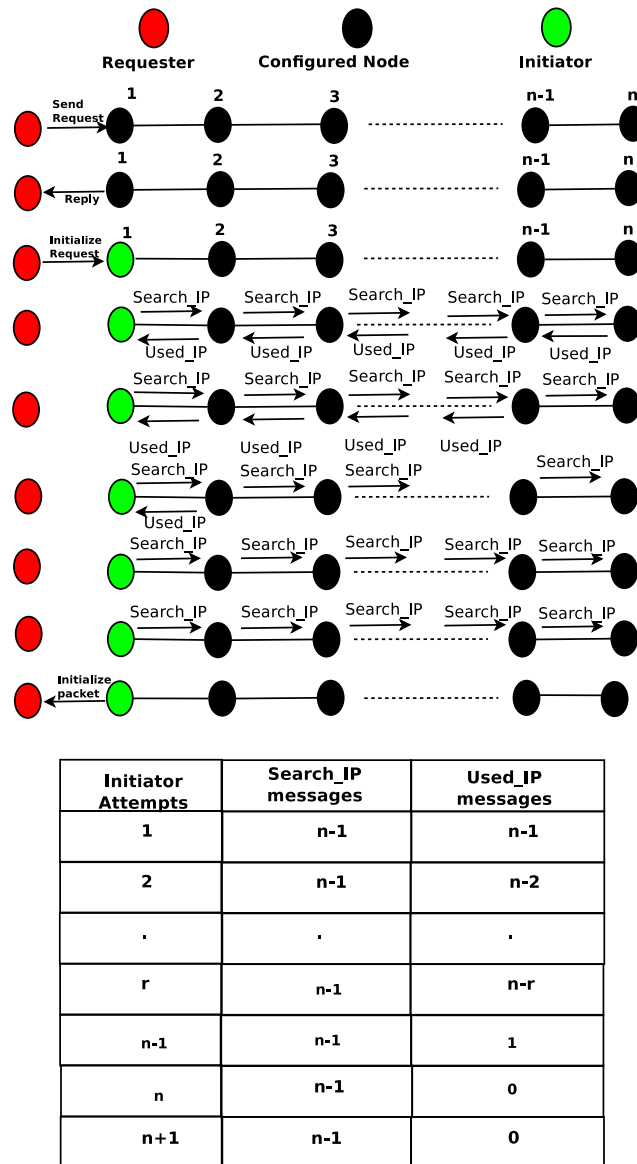 Requester Configured Node Initiator
1 2 3 n-1 n
Send
Request
1 2 3 n-1 n
Reply
Initialize
Request
1 2 3 n-1 n
Search_IP Search_IP Search_IP Search_IP Search_IP
Used_IP Used_IP Used_IP Used_IP Used_IP
Search_IP Search_IP Search_IP Search_IP Search_IP
Used_IP Used_IP Used_IP Used_IP
Search_IP Search_IP Search_IP Search_IP
Used_IP
Search_IP Search_IP Search_IP Search_IP Search_IP
Search_IP Search_IP Search_IP Search_IP Search_IP
Initialize
packet
Initiator
Attempts
Search_IP
messages
Used_IP
messages
1 n-1 n-1
2 n-1 n-2
. . .
r n-1 n-r
n-1 n-1 1
n n-1 0
n+1 n-1 0